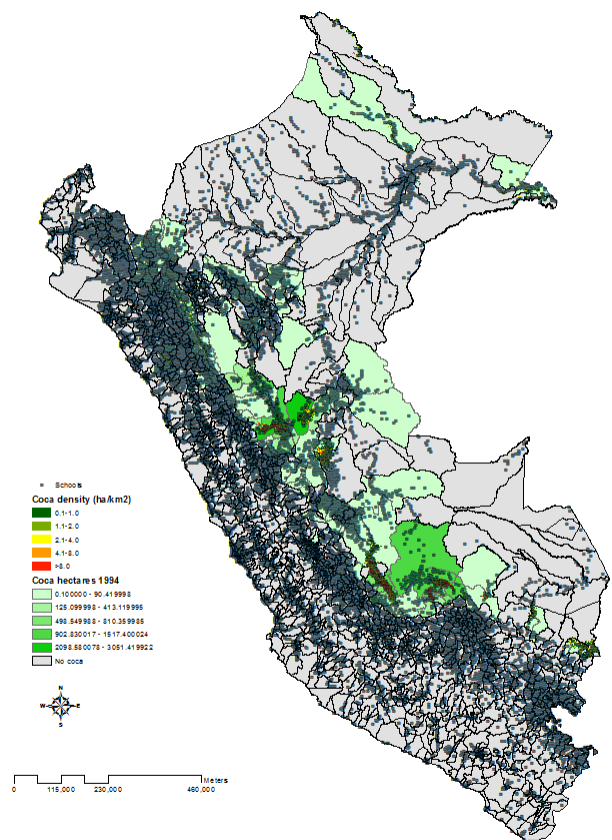 Schools
Coca density (ha/km2)
0.1-1.0
1.1-2.0
2.1-4.0
4.1-8.0
>8.0
Coca hectares 1994
0.100000 - 90.419998
125.099998 - 413.119995
498.549988 - 810.359985
902.830017 - 1517.400024
2098.580078 - 3051.419922
No coca
N
W E
S
Meters
0 115,000 230,000 460,000